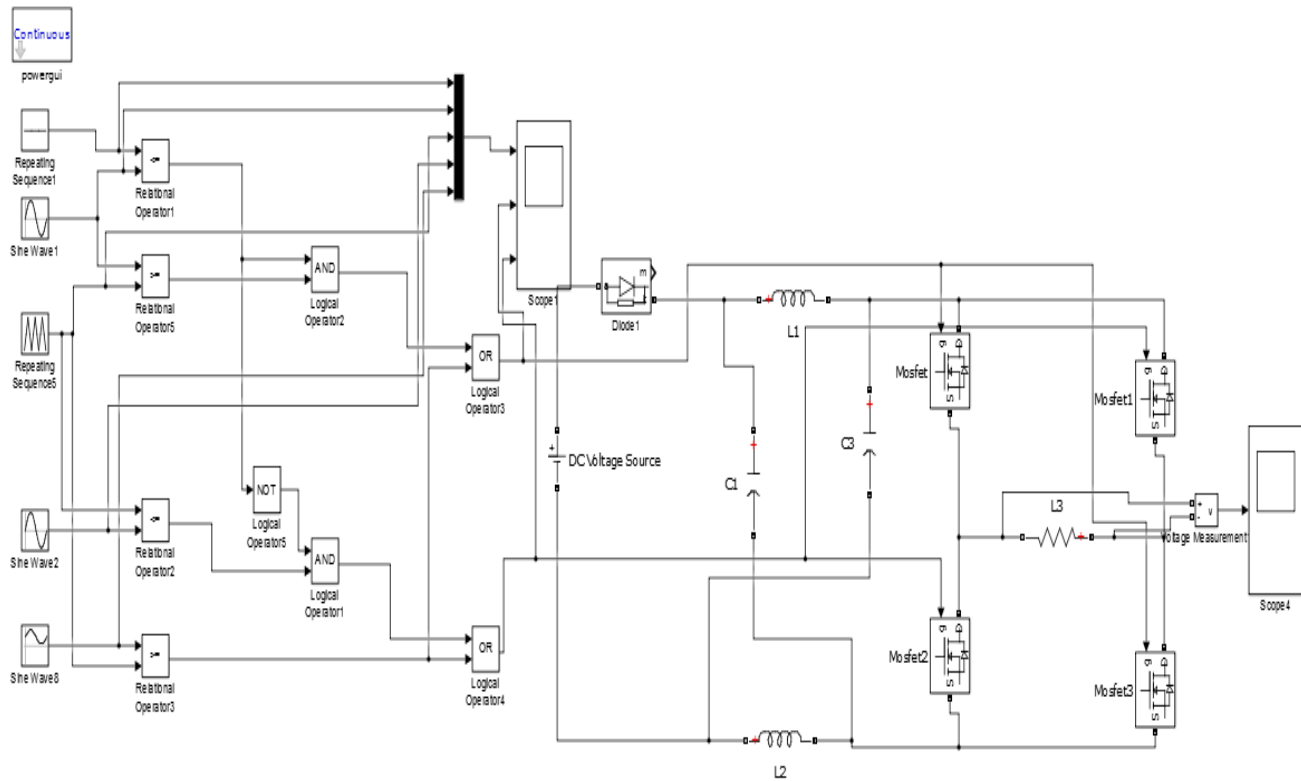 Continuous
powergui
Repeating
Sequence1
<=
Relational
Operator1
Sine Wave1
>=
Relational
Operator5
AND
Logical
Operator2
Repeating
Sequence5
Scope1
m
a
k
Diode1
L1
OR
Logical
Operator3
g
D
S
Mosfet
g
D
S
Mosfet1
DC Voltage Source
C1
C3
NOT
Logical
Operator5
Sine Wave2
<=
Relational
Operator2
AND
Logical
Operator1
L3
+
-
v
Voltage Measurement
Scope4
Sine Wave8
>=
Relational
Operator3
OR
Logical
Operator4
g
D
S
Mosfet2
g
D
S
Mosfet3
L2